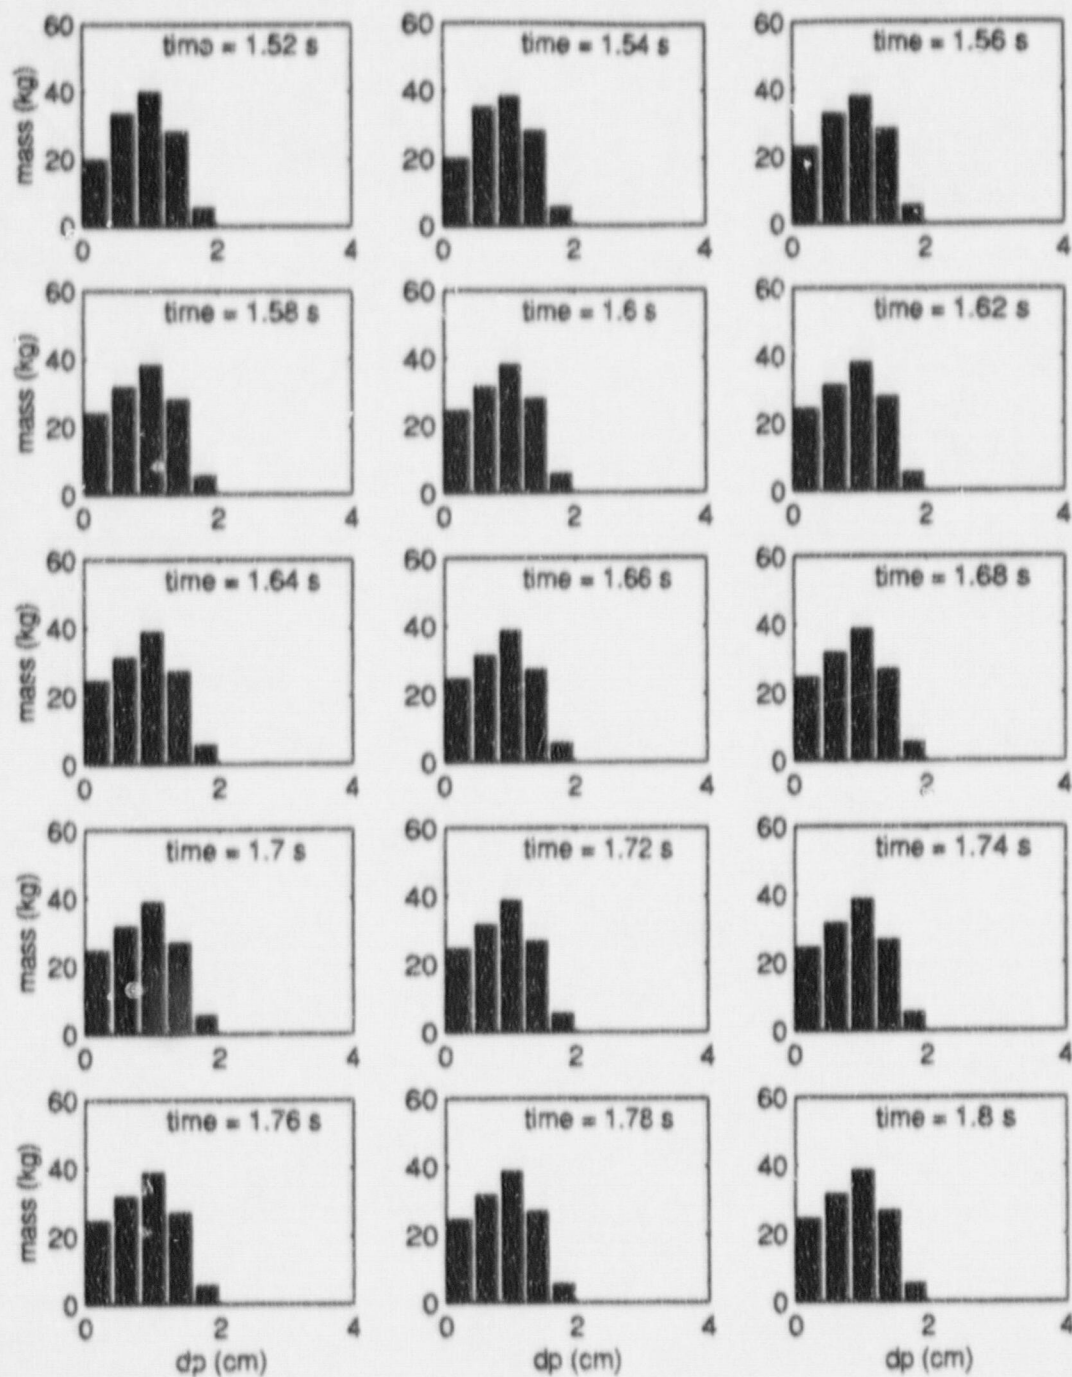 60 time = 1.52 s 60 time = 1.54 s 60 time = 1.56 s
mass (kg) 40 40 40
20 20 20
0 0 0
0 2 4 0 2 4 0 2 4
60 time = 1.58 s 60 time = 1.6 s 60 time = 1.62 s
mass (kg) 40 40 40
20 20 20
0 0 0
0 2 4 0 2 4 0 2 4
60 time = 1.64 s 60 time = 1.66 s 60 time = 1.68 s
mass (kg) 40 40 40
20 20 20
0 0 0
0 2 4 0 2 4 0 2 4
60 time = 1.7 s 60 time = 1.72 s 60 time = 1.74 s
mass (kg) 40 40 40
20 20 20
0 0 0
0 2 4 0 2 4 0 2 4
60 time = 1.76 s 60 time = 1.78 s 60 time = 1.8 s
mass (kg) 40 40 40
20 20 20
0 0 0
0 2 4 0 2 4 0 2 4
dp (cm) dp (cm) dp (cm)